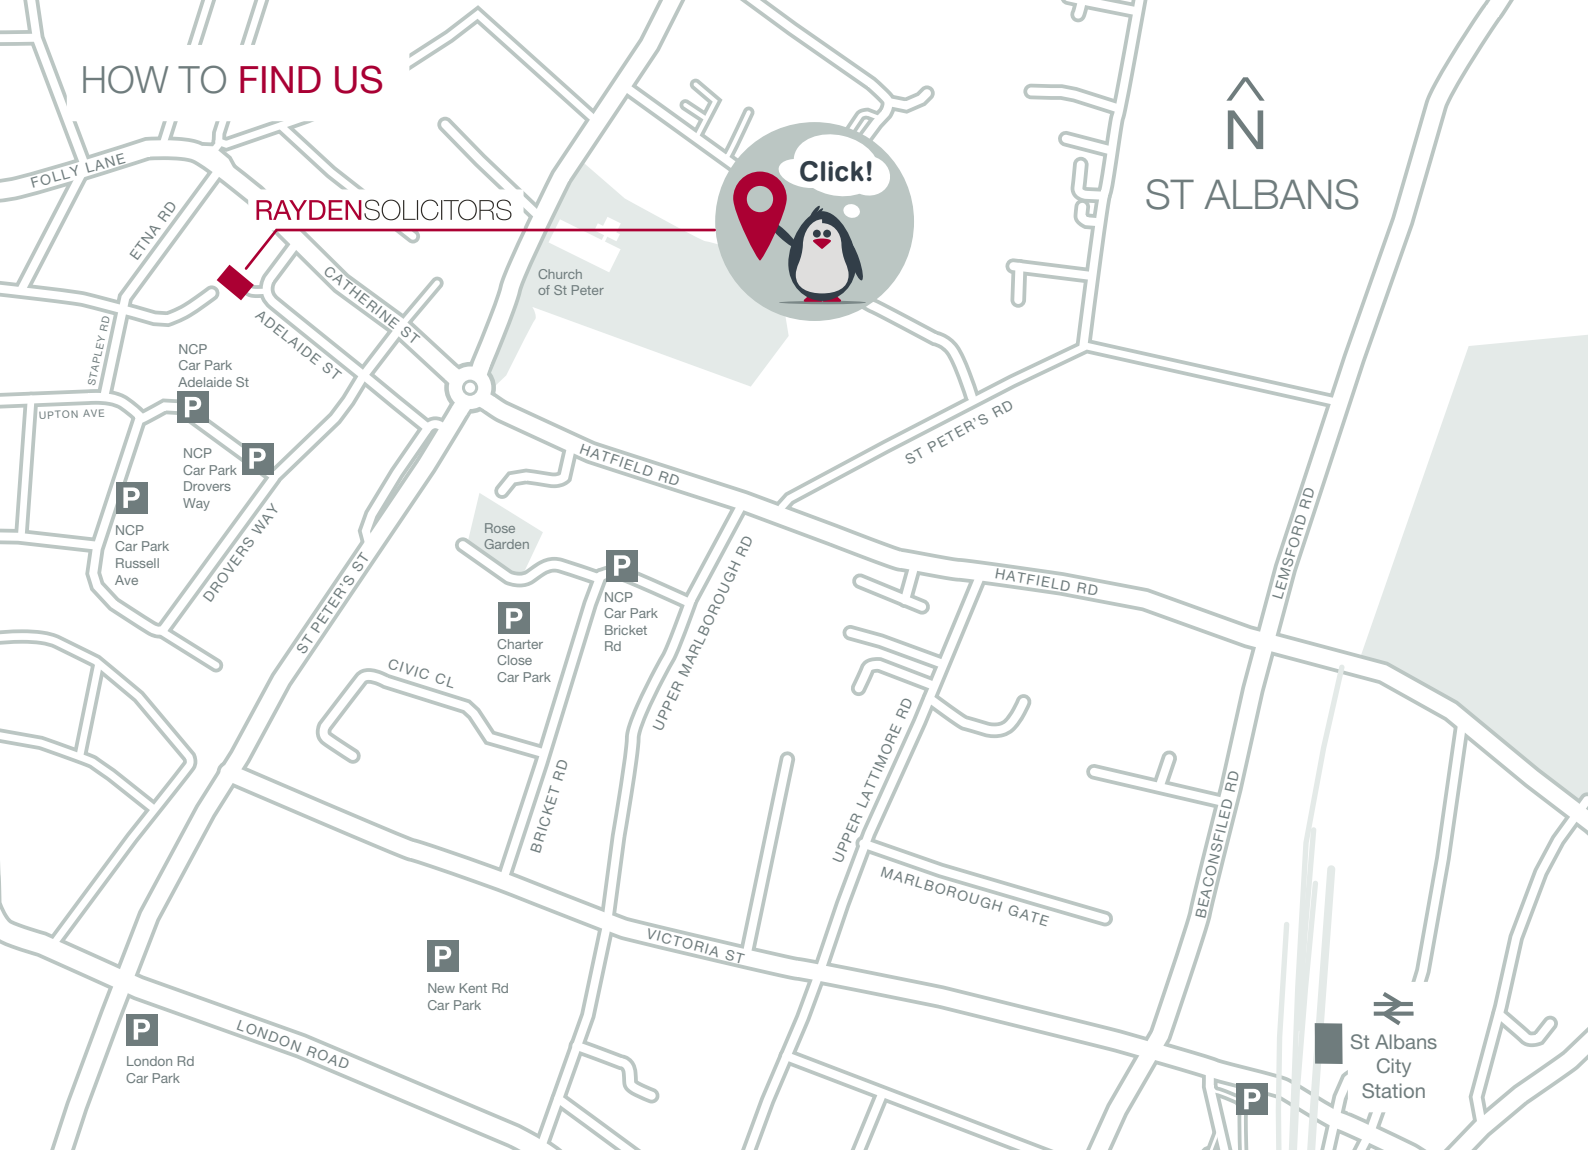 HOW TO FIND US
N
ST ALBANS
Click!
RAYDENSOLICITORS
FOLLY LANE
ETNA RD
CATHERINE ST
ADELAIDE ST
STAPLEY RD
UPTON AVE
Church
of St Peter
NCP
Car Park
Adelaide St
P
NCP
Car Park
Drovers
Way
P
P
NCP
Car Park
Russell
Ave
DROVERS WAY
ST PETER'S ST
HATFIELD RD
ST PETER'S RD
Rose
Garden
P
NCP
Car Park
Bricket
Rd
P
Charter
Close
Car Park
UPPER MARLBOROUGH RD
HATFIELD RD
LEMSFORD RD
CIVIC CL
BRICKET RD
UPPER LATTIMORE RD
MARLBOROUGH GATE
BEACONSFILED RD
VICTORIA ST
P
New Kent Rd
Car Park
P
London Rd
Car Park
LONDON ROAD
St Albans
City
Station
P